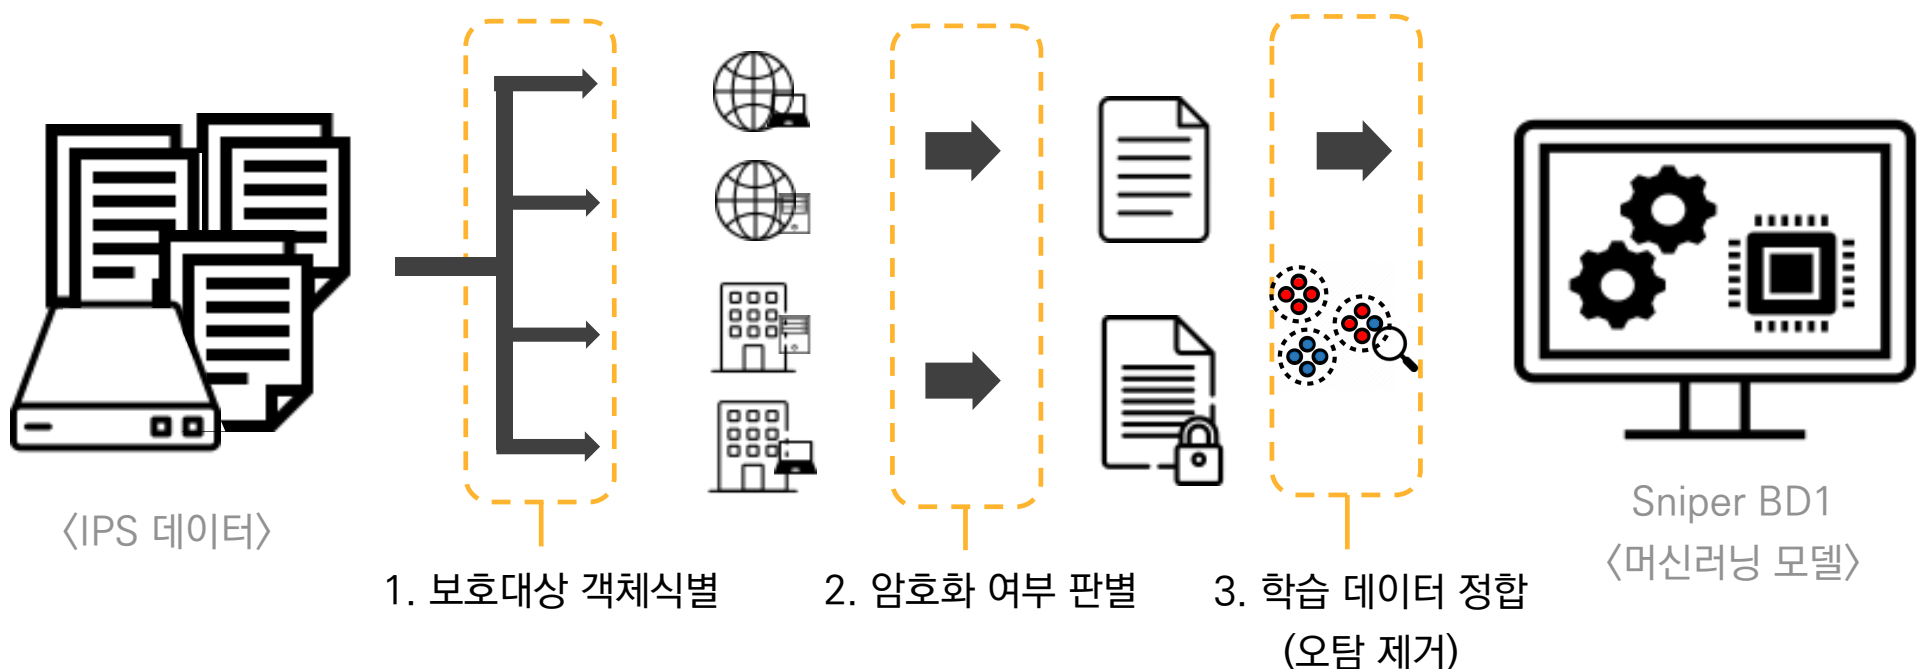 〈IPS 데이터〉
1. 보호대상 객체식별
2. 암호화 여부 판별
3. 학습 데이터 정합
(오탐 제거)
Sniper BD1
〈머신러닝 모델〉